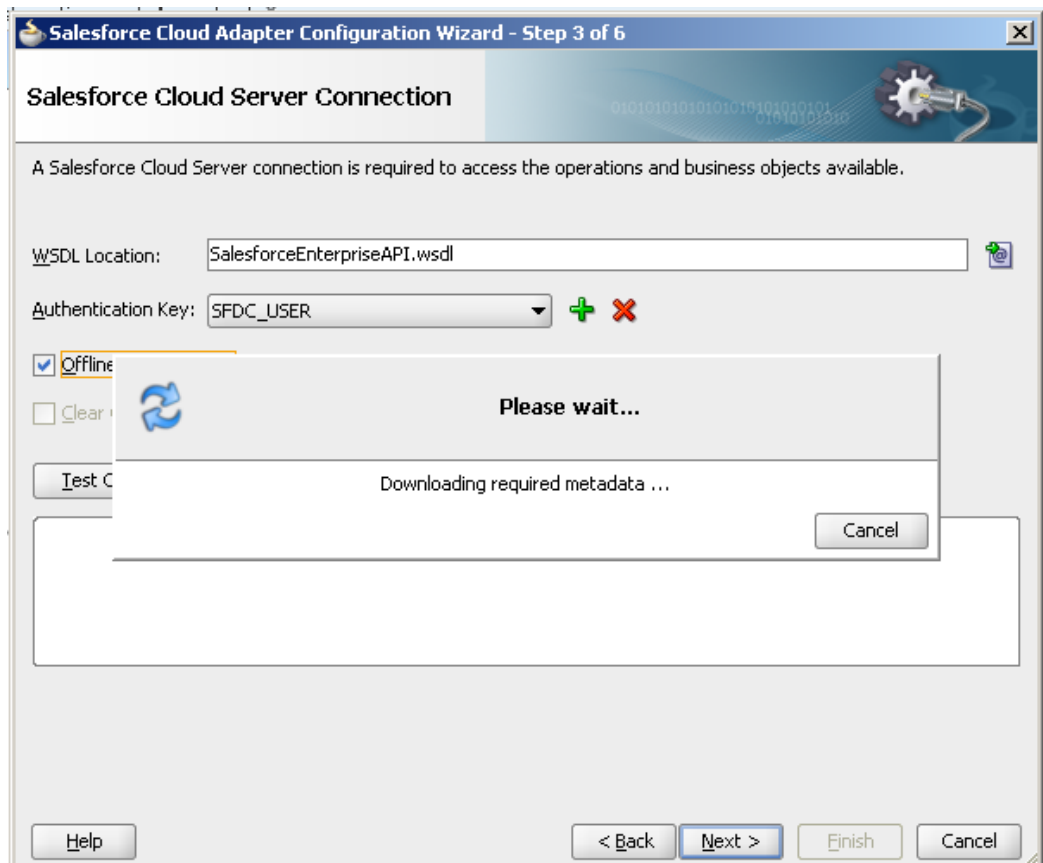 Salesforce Cloud Adapter Configuration Wizard - Step 3 of 6
Salesforce Cloud Server Connection
A Salesforce Cloud Server connection is required to access the operations and business objects available.
WSDL Location: SalesforceEnterpriseAPI.wsdl
Authentication Key: SFDC_USER
Offline
Clear
Please wait...
Test C
Downloading required metadata ...
Cancel
Help < Back Next > Finish Cancel